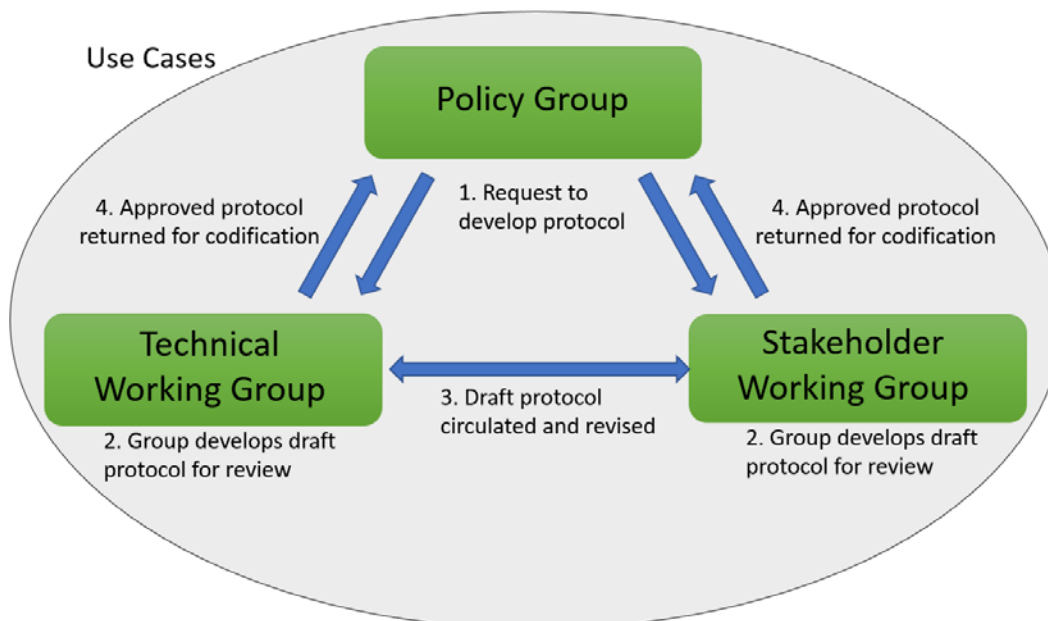 Use Cases
Policy Group
1. Request to
develop protocol
4. Approved protocol
returned for codification
4. Approved protocol
returned for codification
Technical
Working Group
Stakeholder
Working Group
3. Draft protocol
circulated and revised
2. Group develops draft
protocol for review
2. Group develops draft
protocol for review